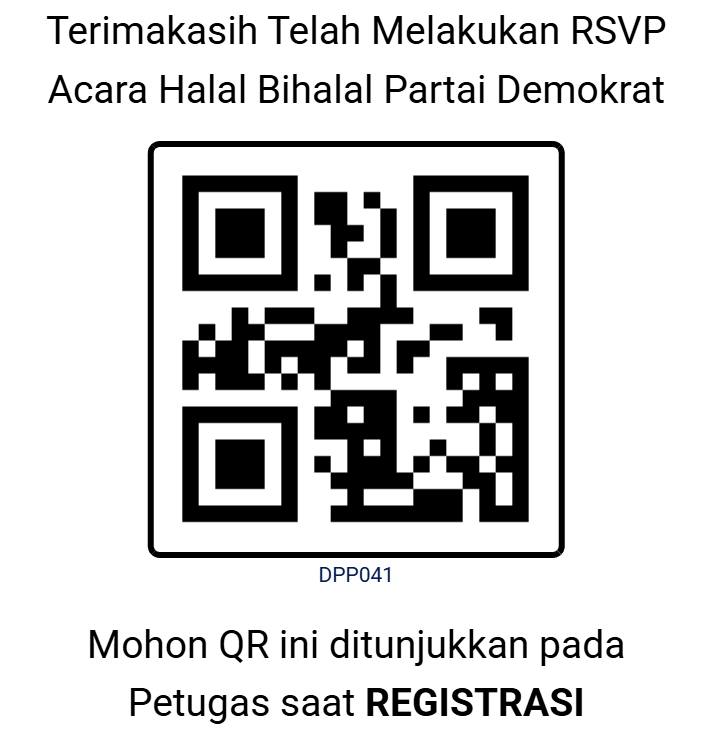 Terimakasih Telah Melakukan RSVP
Acara Halal Bihalal Partai Demokrat
DPP041
Mohon QR ini ditunjukkan pada
Petugas saat REGISTRASI